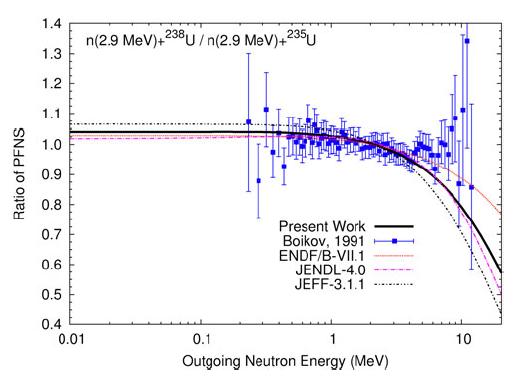 n(2.9 MeV)+²³⁸U / n(2.9 MeV)+²³⁵U
1.4
1.3
1.2
1.1
1.0
0.9
0.8
0.7
0.6
0.5
0.4
Ratio of PFNS
Present Work
Boikov, 1991
ENDF/B-VII.1
JENDL-4.0
JEFF-3.1.1
0.01 0.1 1 10
Outgoing Neutron Energy (MeV)